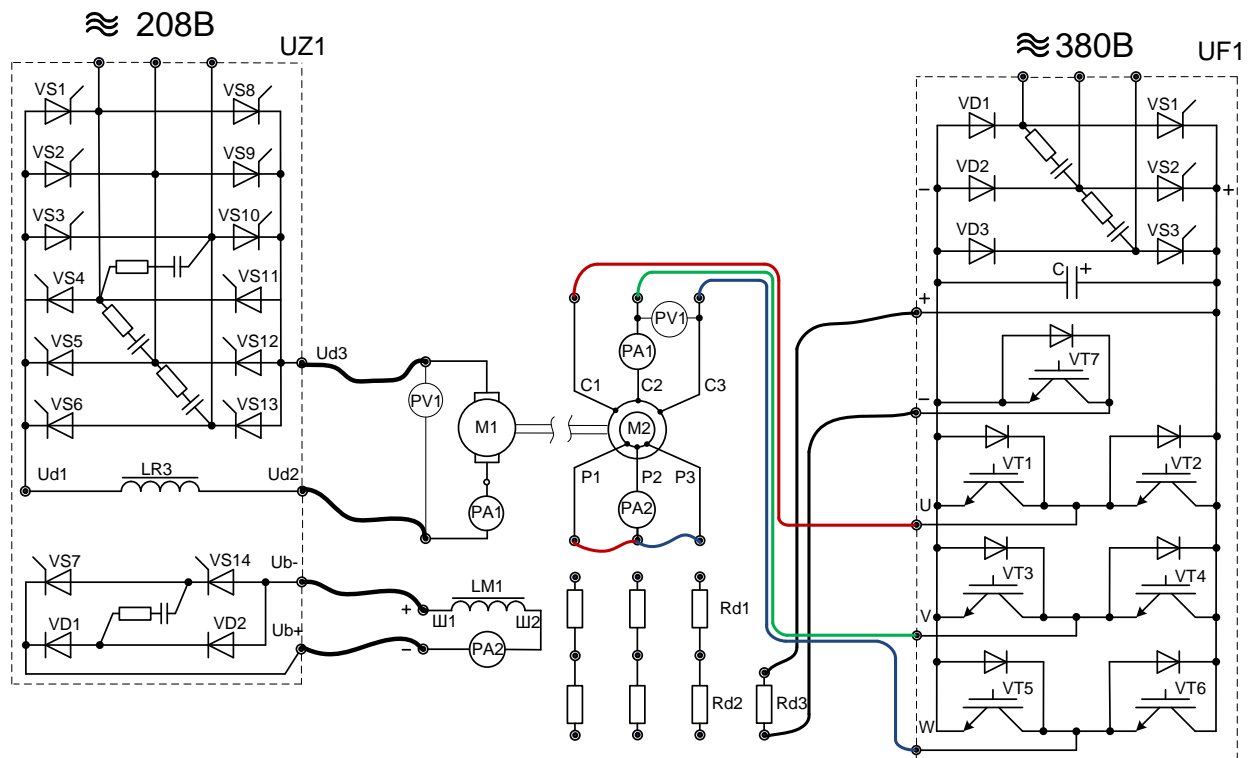 ≈ 208В
UZ1
VS1
VS8
VS2
VS9
VS3
VS10
VS4
VS11
VS5
VS12
VS6
VS13
Ud3
Ud1
LR3
Ud2
VS7
VS14
Ub-
VD1
VD2
Ub+
PV1
M1
PA1
+
LM1
Ш1
Ш2
−
PA2
PV1
PA1
C1
C2
C3
M2
P1
P2
P3
PA2
Rd1
Rd2
Rd3
≈ 380В
UF1
VD1
VS1
−
VD2
VS2
+
VD3
VS3
C
+
+
VT7
−
VT1
VT2
U
VT3
VT4
V
VT5
VT6
W